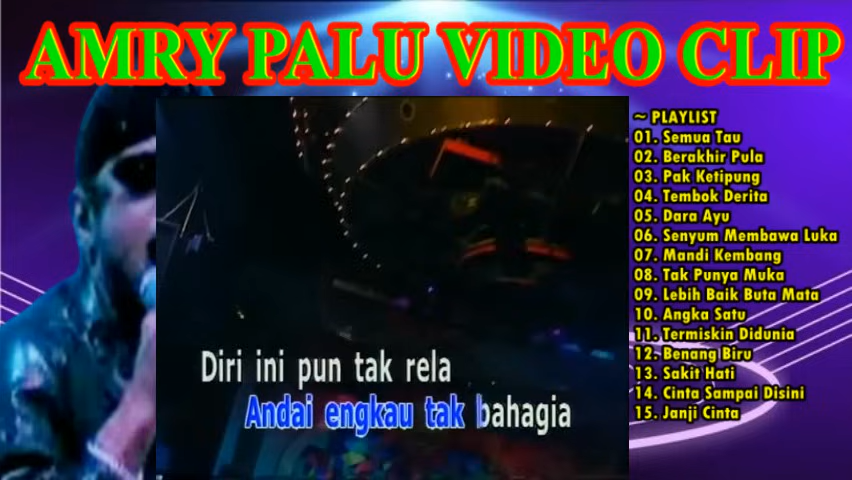 AMRY PALU VIDEO CLIP
~ PLAYLIST
01. Semua Tau
02. Berakhir Pula
03. Pak Ketipung
04. Tembok Derita
05. Dara Ayu
06. Senyum Membawa Luka
07. Mandi Kembang
08. Tak Punya Muka
09. Lebih Baik Buta Mata
10. Angka Satu
11. Termiskin Didunia
12. Benang Biru
13. Sakit Hati
14. Cinta Sampai Disini
15. Janji Cinta
Diri ini pun tak rela
Andai engkau tak bahagia